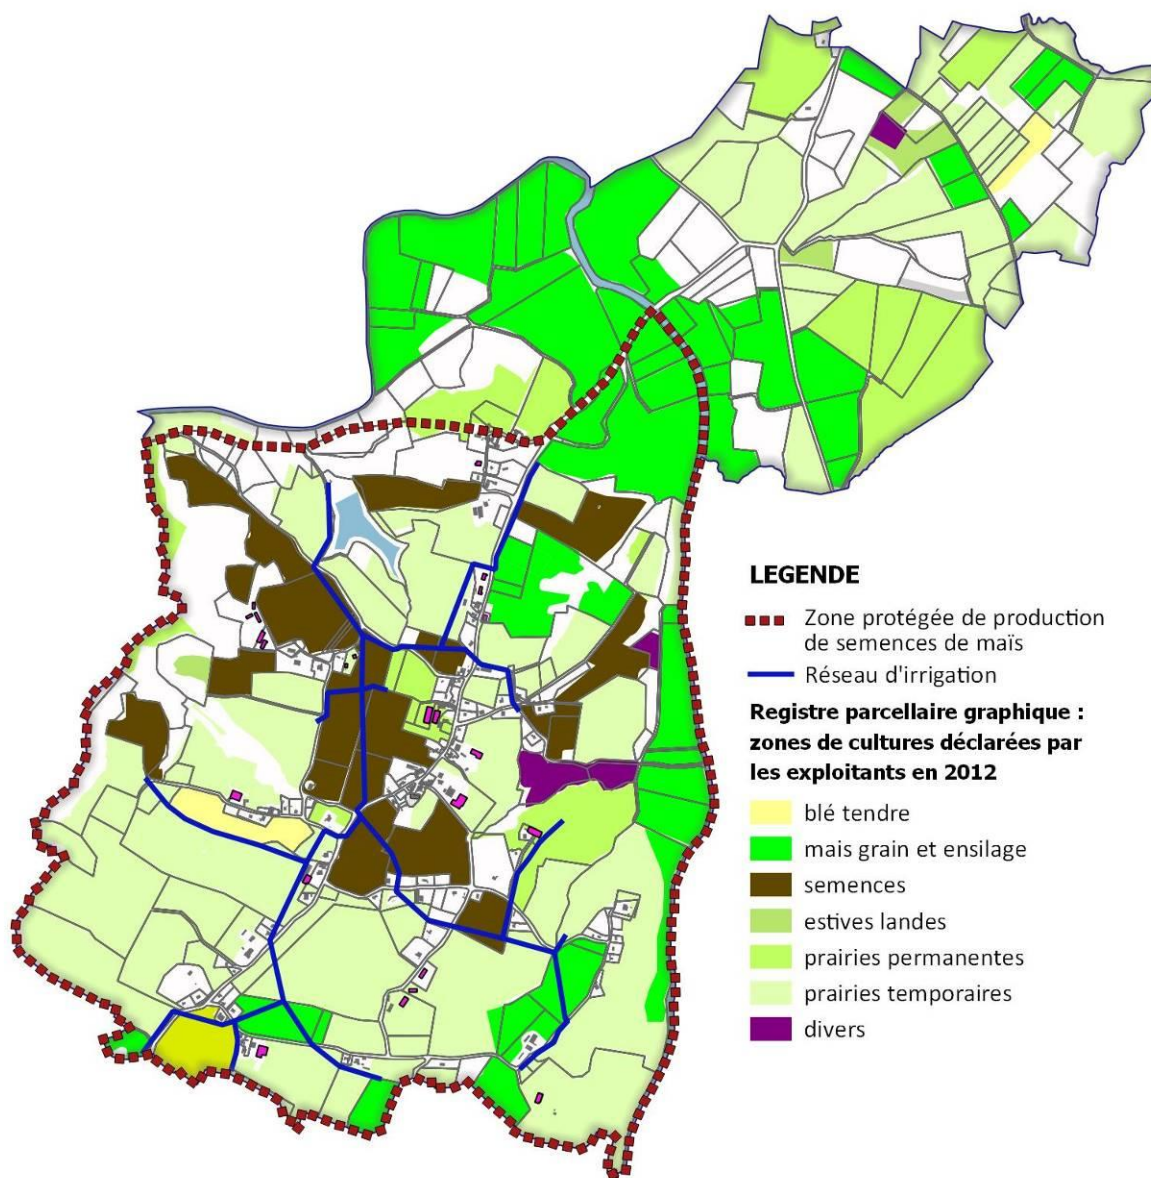 LEGENDE
Zone protégée de production
de semences de maïs
Réseau d'irrigation
Registre parcellaire graphique :
zones de cultures déclarées par
les exploitants en 2012
blé tendre
mais grain et ensilage
semences
estives landes
prairies permanentes
prairies temporaires
divers